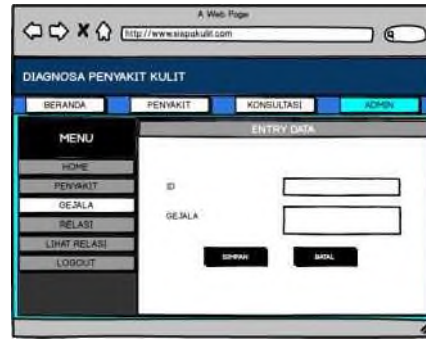 A Web Page
http://www.siapakulit.com
DIAGNOSA PENYAKIT KULIT
BERANDA PENYAKIT KONSULTASI ADMIN
MENU
ENTRY DATA
HOME
PENYAKIT
GEJALA
RELASI
LIHAT RELASI
LOGOUT
ID
GEJALA
SIMPAN BATAL